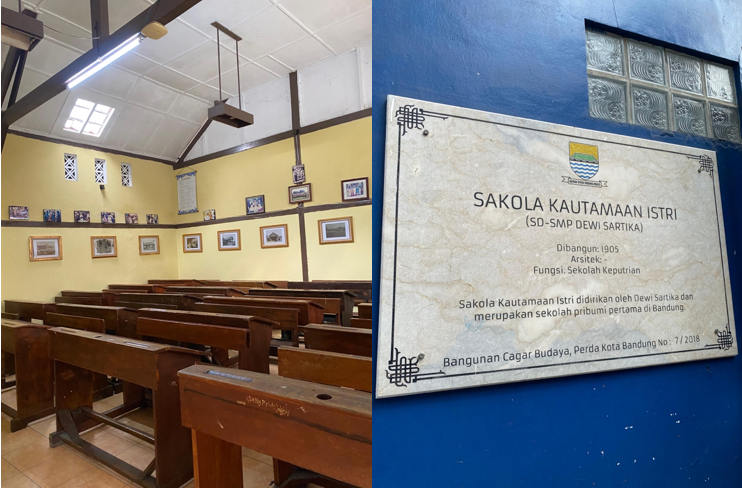 SAKOLA KAUTAMAAN ISTRI
(SD-SMP DEWI SARTIKA)
Dibangun: 1905
Arsitek: -
Fungsi: Sekolah Keputrian
Sakola Kautamaan Istri didirikan oleh Dewi Sartika dan
merupakan sekolah pribumi pertama di Bandung.
Bangunan Cagar Budaya, Perda Kota Bandung No : 7 / 2018